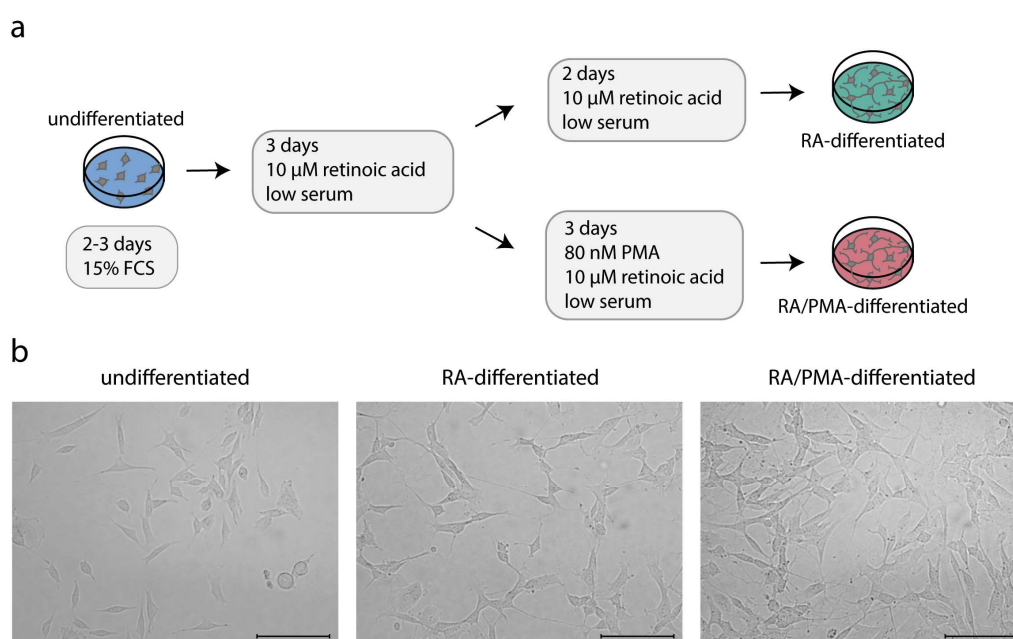 a
undifferentiated
2-3 days
15% FCS
3 days
10 µM retinoic acid
low serum
2 days
10 µM retinoic acid
low serum
RA-differentiated
3 days
80 nM PMA
10 µM retinoic acid
low serum
RA/PMA-differentiated
b
undifferentiated
RA-differentiated
RA/PMA-differentiated